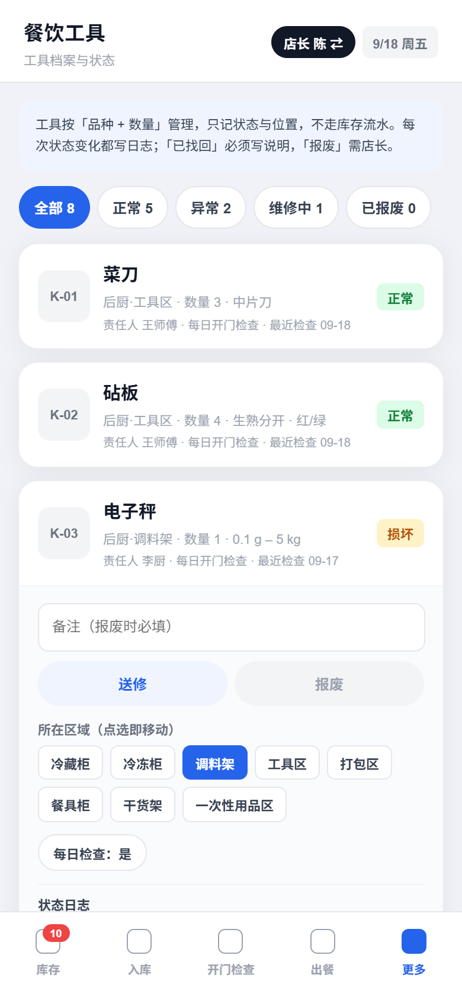 餐饮工具
工具档案与状态
店长 陈 ⇄
9/18 周五
工具按「品种 + 数量」管理，只记状态与位置，不走库存流水。每
次状态变化都写日志；「已找回」必须写说明，「报废」需店长。
全部 8
正常 5
异常 2
维修中 1
已报废 0
K-01
菜刀
后厨·工具区 · 数量 3 · 中片刀
责任人 王师傅 · 每日开门检查 · 最近检查 09-18
正常
K-02
砧板
后厨·工具区 · 数量 4 · 生熟分开 · 红/绿
责任人 王师傅 · 每日开门检查 · 最近检查 09-18
正常
K-03
电子秤
后厨·调料架 · 数量 1 · 0.1 g – 5 kg
责任人 李厨 · 每日开门检查 · 最近检查 09-17
损坏
备注（报废时必填）
送修
报废
所在区域（点选即移动）
冷藏柜
冷冻柜
调料架
工具区
打包区
餐具柜
干货架
一次性用品区
每日检查：是
状态日志
10
库存
入库
开门检查
出餐
更多